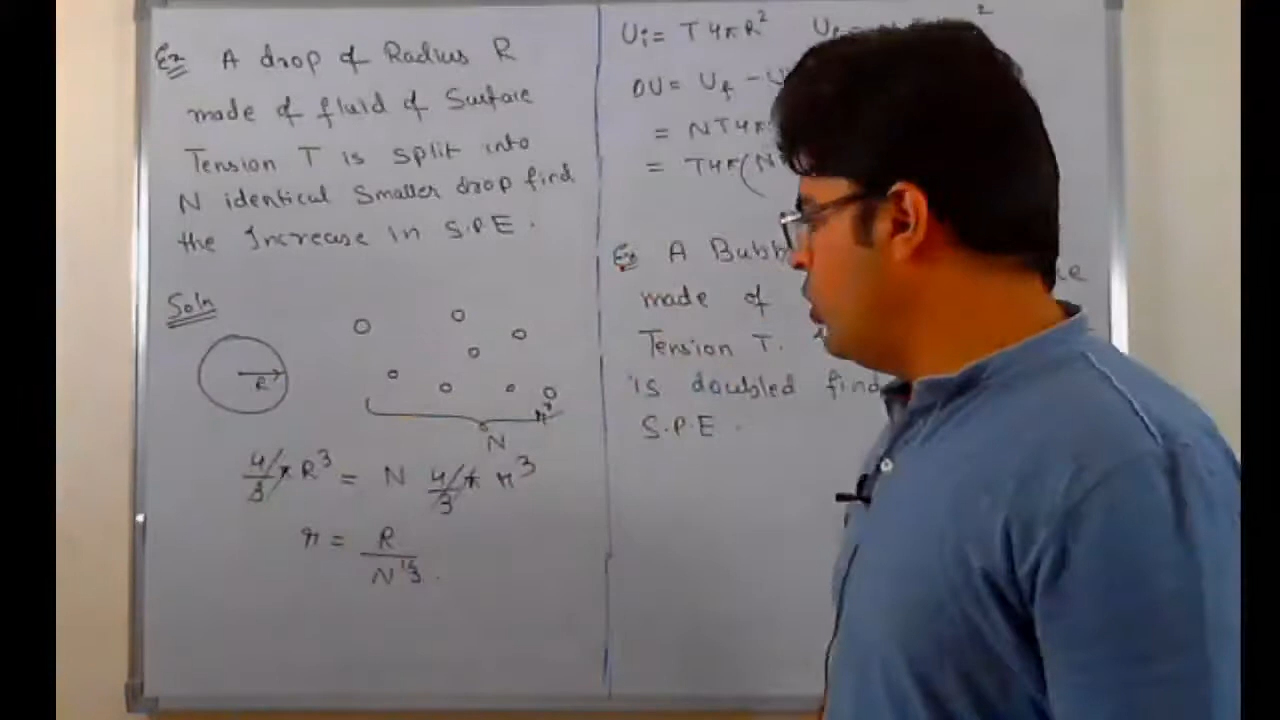 Ex A drop of Radius R
made of fluid of Surface
Tension T is split into
N identical Smaller drop find
the Increase in S.P.E.
Soln
R
r
N
4/3 π R³ = N 4/3 π r³
r = R / N^1/3.
Ui = T4πR²
ΔU = Uf - U
= NT4π
= T4π(N
Ex A Bubb
made of
Tension T.
is doubled find
S.P.E.